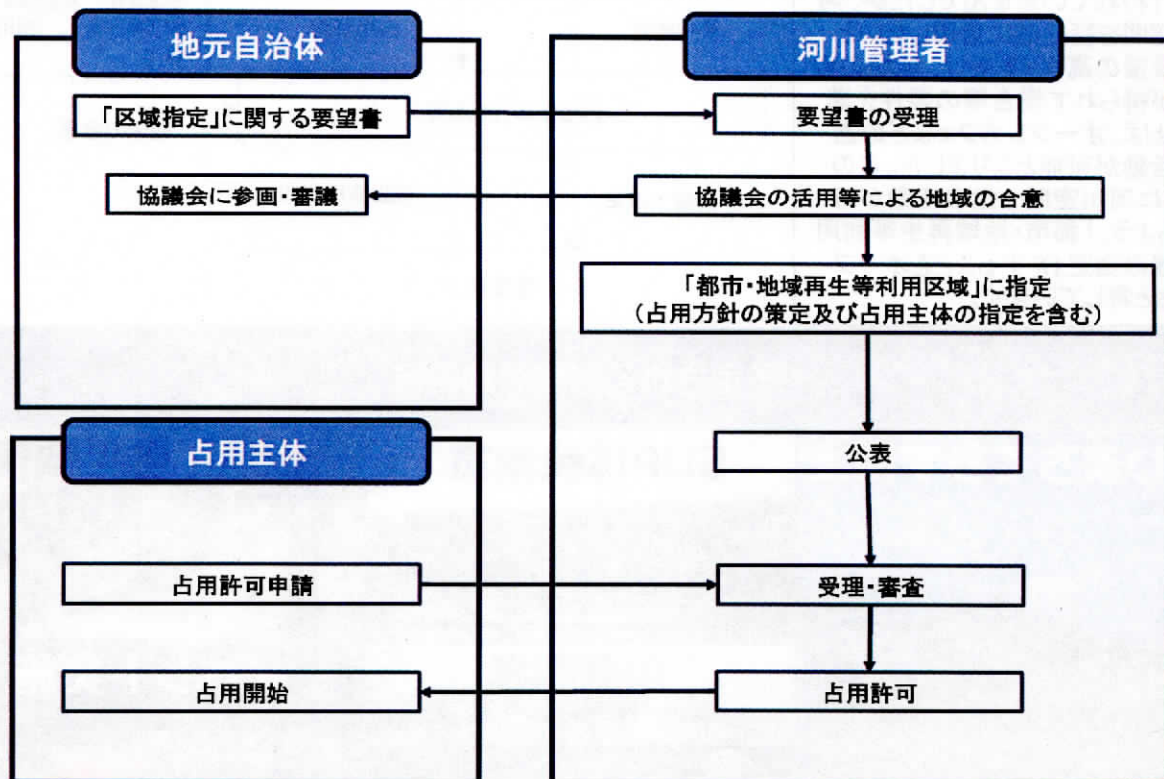 地元自治体
河川管理者
「区域指定」に関する要望書
要望書の受理
協議会に参画・審議
協議会の活用等による地域の合意
「都市・地域再生等利用区域」に指定
（占用方針の策定及び占用主体の指定を含む）
占用主体
公表
占用許可申請
受理・審査
占用開始
占用許可